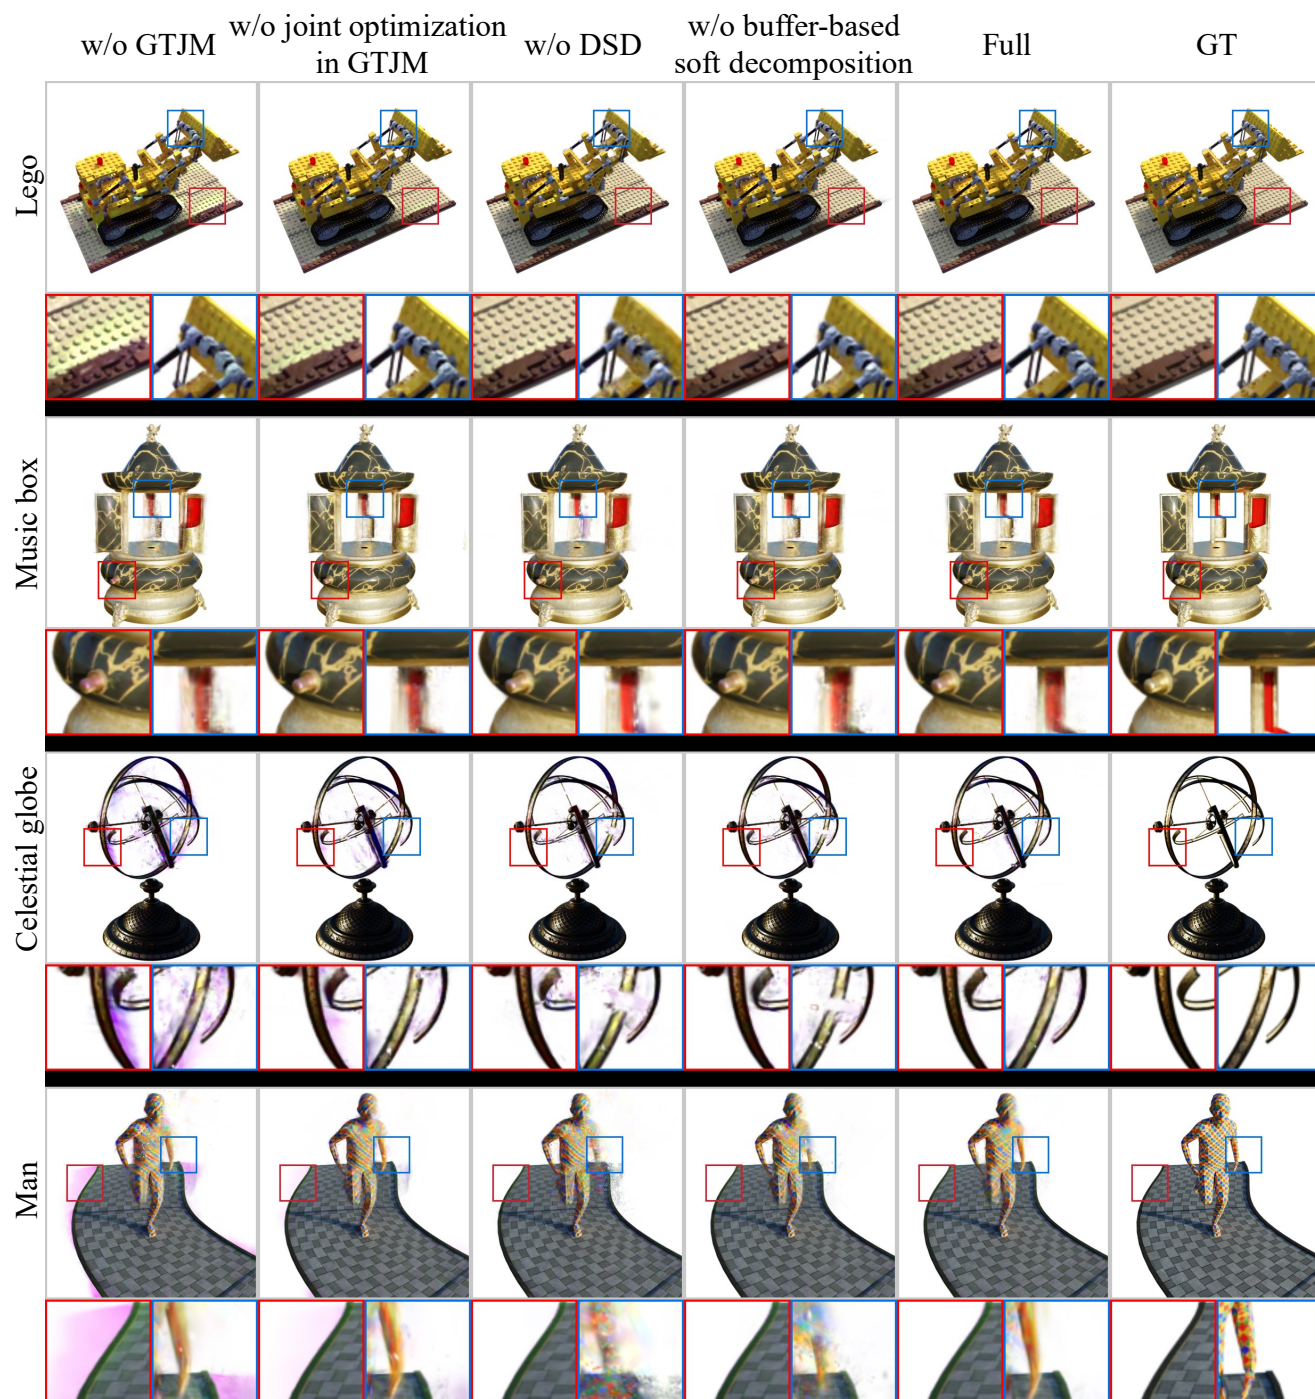 w/o GTJM
w/o joint optimization
in GTJM
w/o DSD
w/o buffer-based
soft decomposition
Full
GT
Lego
Music box
Celestial globe
Man